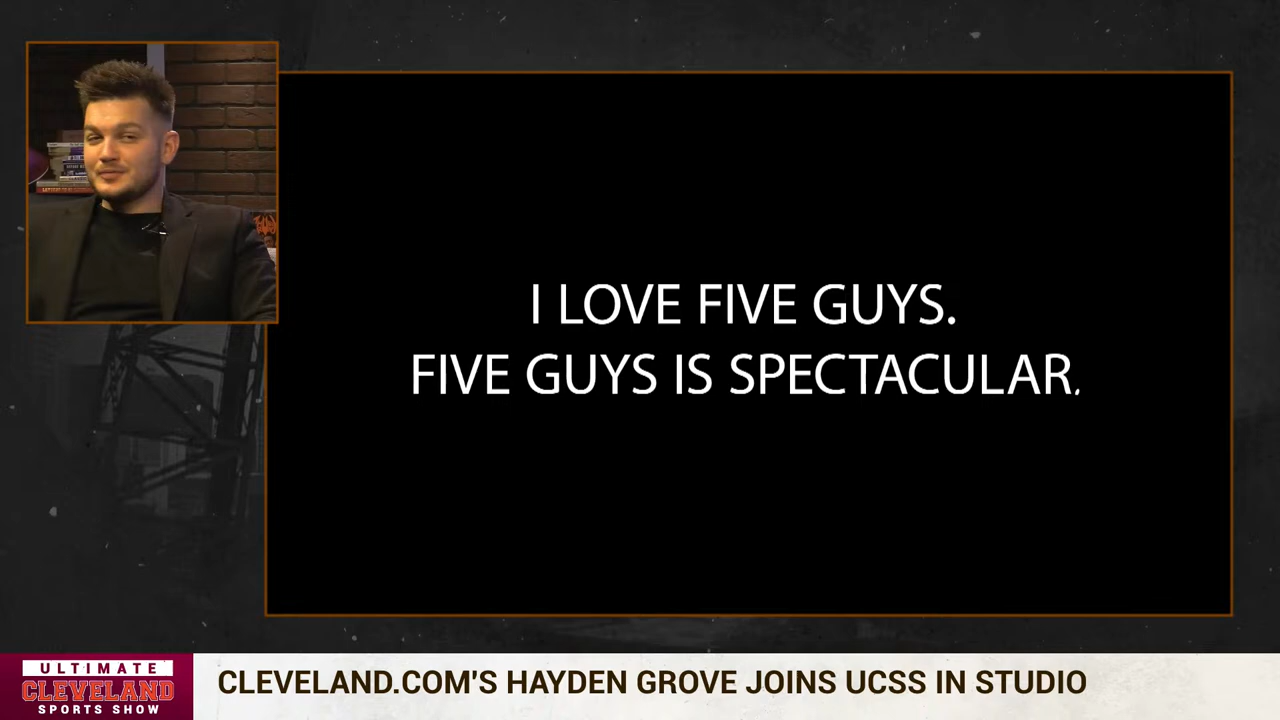 I LOVE FIVE GUYS.
FIVE GUYS IS SPECTACULAR.
ULTIMATE
CLEVELAND
SPORTS SHOW
CLEVELAND.COM'S HAYDEN GROVE JOINS UCSS IN STUDIO